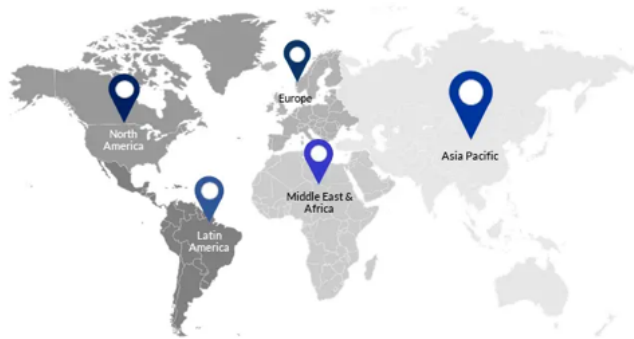 Europe
North
America
Asia Pacific
Middle East &
Africa
Latin
America